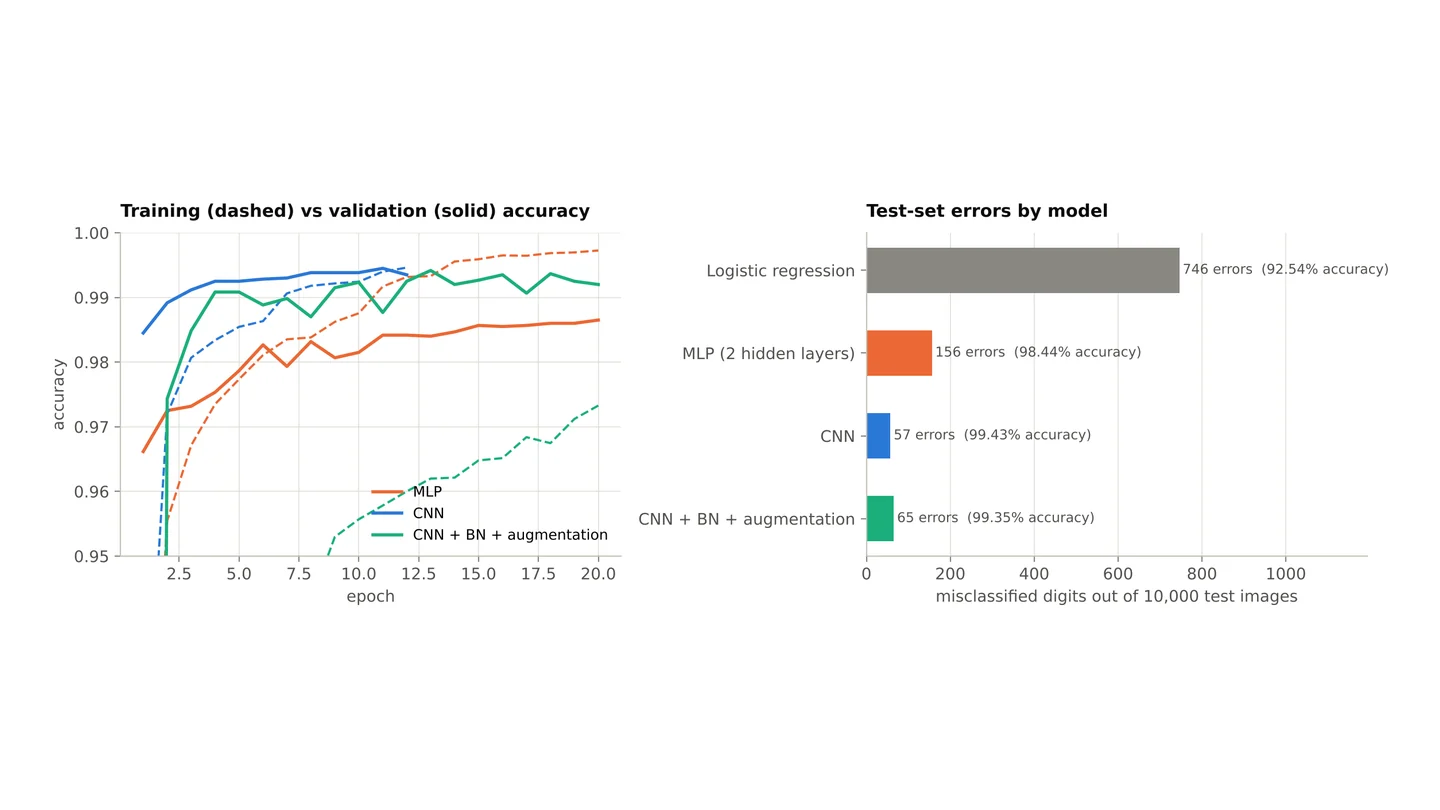 Training (dashed) vs validation (solid) accuracy
1.00
0.99
0.98
0.97
0.96
0.95
accuracy
2.5 5.0 7.5 10.0 12.5 15.0 17.5 20.0
epoch
MLP
CNN
CNN + BN + augmentation
Test-set errors by model
Logistic regression 746 errors (92.54% accuracy)
MLP (2 hidden layers) 156 errors (98.44% accuracy)
CNN 57 errors (99.43% accuracy)
CNN + BN + augmentation 65 errors (99.35% accuracy)
0 200 400 600 800 1000
misclassified digits out of 10,000 test images